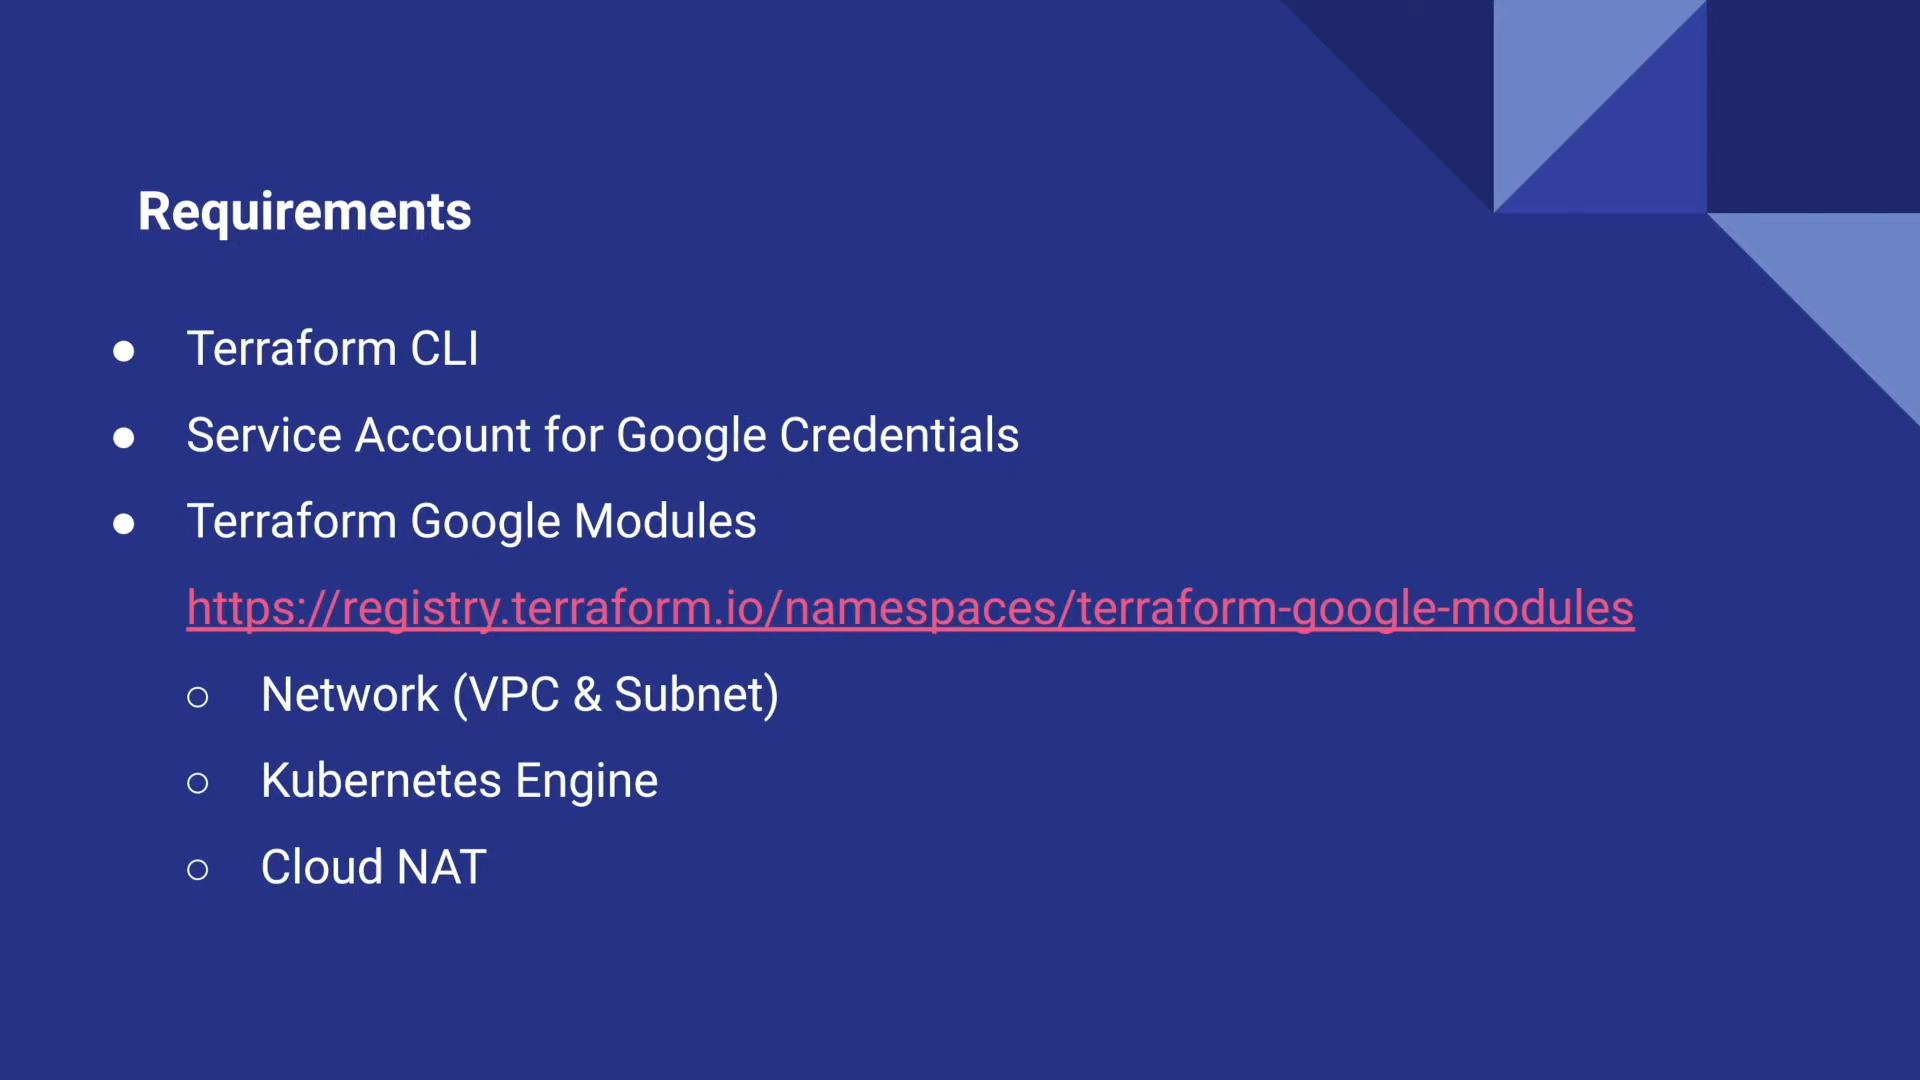 Requirements
● Terraform CLI
● Service Account for Google Credentials
● Terraform Google Modules
https://registry.terraform.io/namespaces/terraform-google-modules
○ Network (VPC & Subnet)
○ Kubernetes Engine
○ Cloud NAT